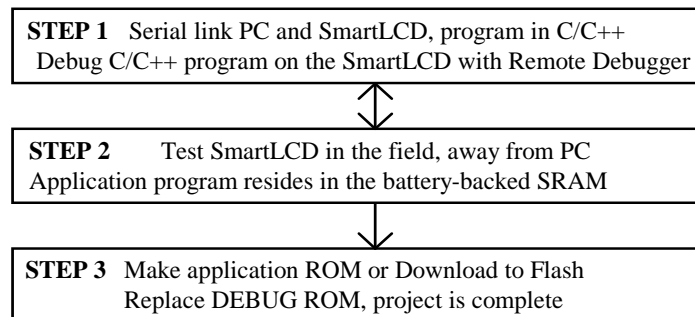 STEP 1 Serial link PC and SmartLCD, program in C/C++
Debug C/C++ program on the SmartLCD with Remote Debugger
STEP 2 Test SmartLCD in the field, away from PC
Application program resides in the battery-backed SRAM
STEP 3 Make application ROM or Download to Flash
Replace DEBUG ROM, project is complete